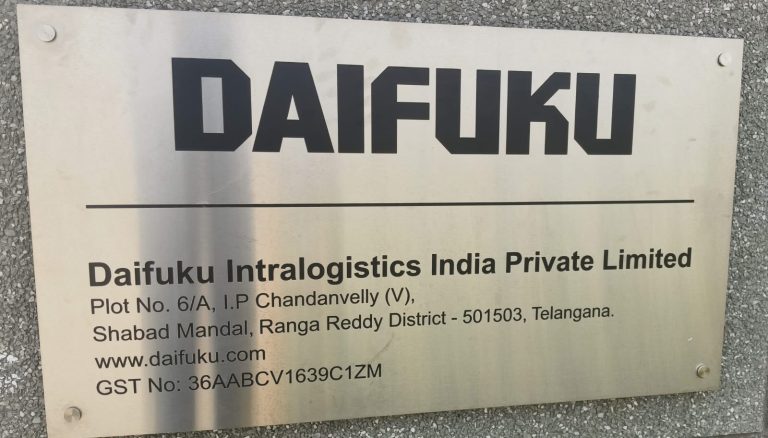 DAIFUKU
Daifuku Intralogistics India Private Limited
Plot No. 6/A, I.P Chandanvelly (V),
Shabad Mandal, Ranga Reddy District - 501503, Telangana.
www.daifuku.com
GST No: 36AABCV1639C1ZM